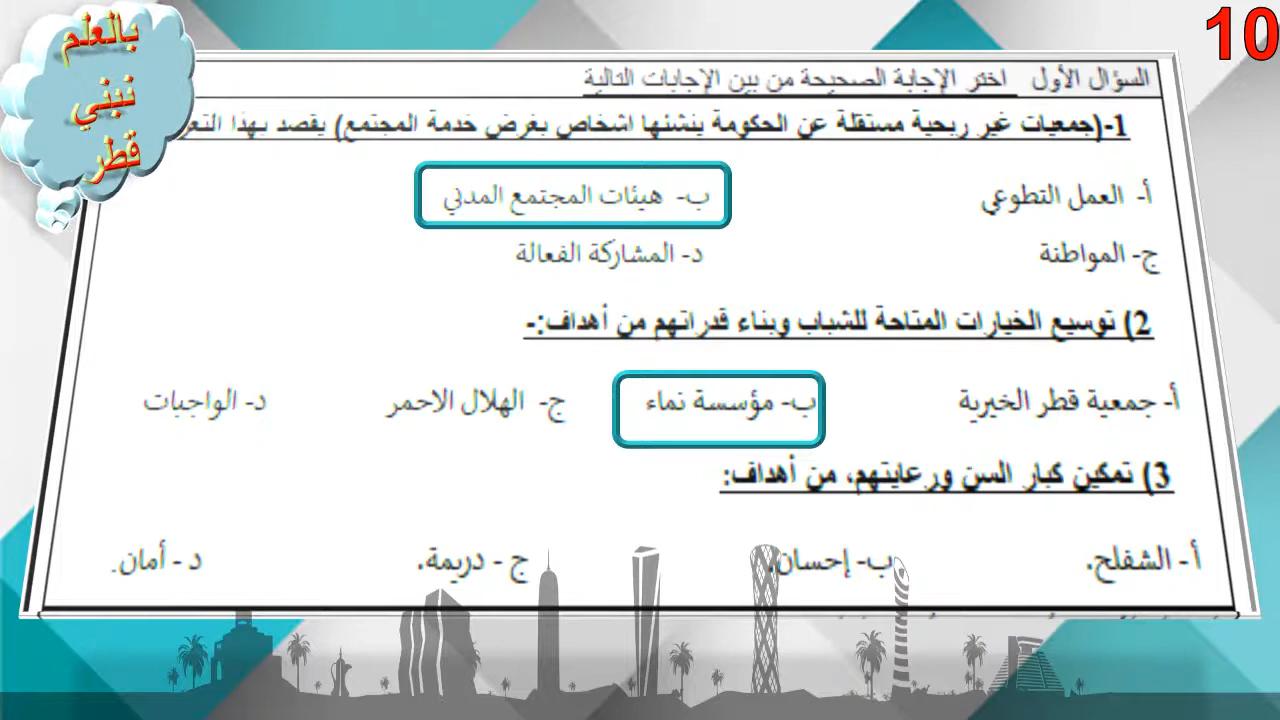 10
بالعلم
نبني
قطر
السؤال الأول اختر الإجابة الصحيحة من بين الإجابات التالية
1-(جمعيات غير ربحية مستقلة عن الحكومة ينشئها اشخاص بغرض خدمة المجتمع) يقصد بهذا
أ- العمل التطوعي ب- هيئات المجتمع المدني
ج- المواطنة د- المشاركة الفعالة
2) توسيع الخيارات المتاحة للشباب وبناء قدراتهم من أهداف:-
أ- جمعية قطر الخيرية ب- مؤسسة نماء ج- الهلال الاحمر د- الواجبات
3) تمكين كبار السن ورعايتهم، من أهداف:
أ - الشفلح. ب- إحسان. ج - دريمة. د - أمان.